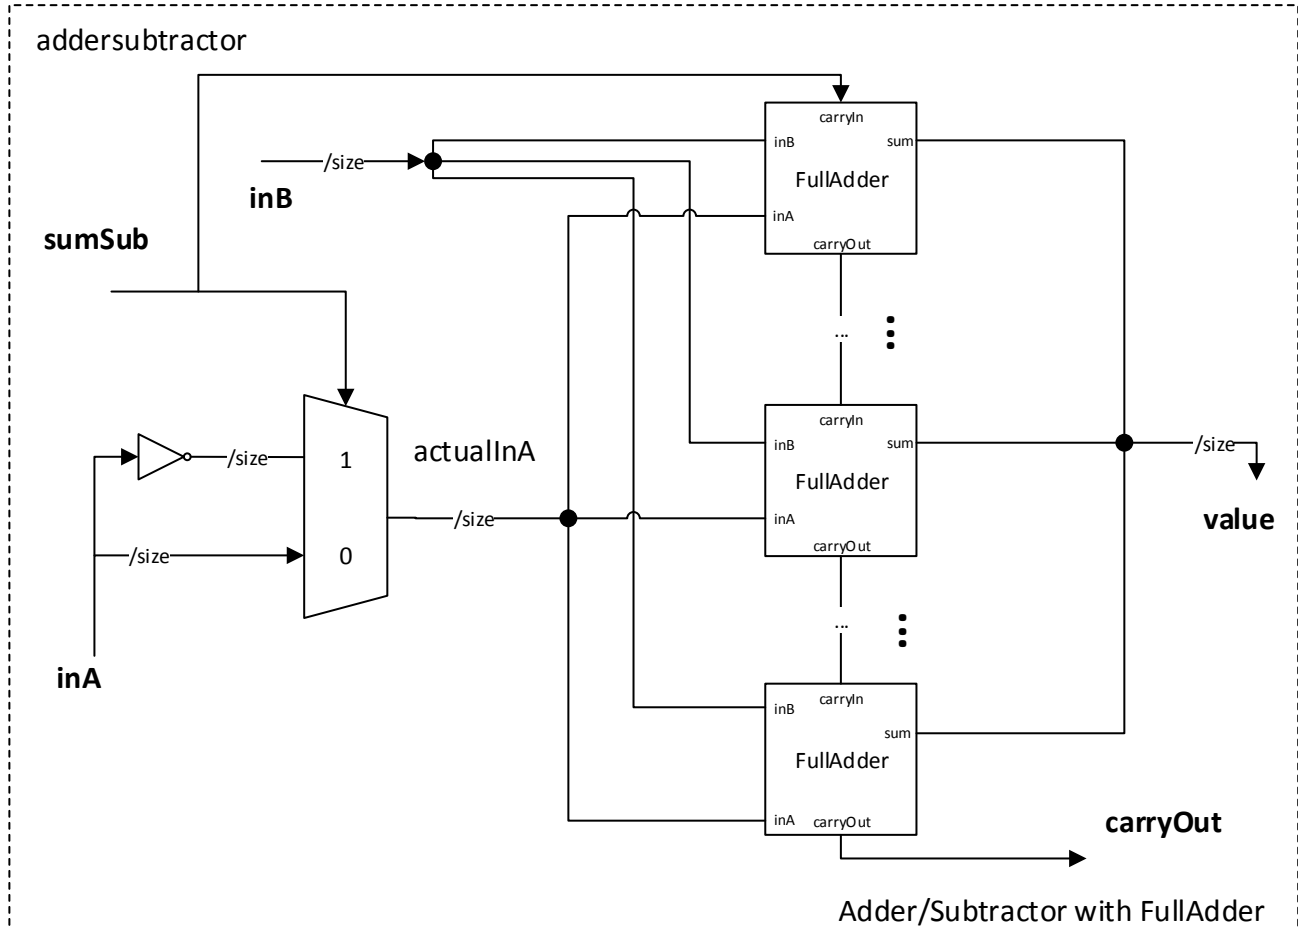 addersubtractor
carryIn
inB
sum
/size
FullAdder
inB
inA
sumSub
carryOut
...
carryIn
inB
sum
actualInA
/size
1
/size
FullAdder
/size
inA
value
/size
0
carryOut
...
inA
carryIn
inB
sum
FullAdder
inA
carryOut
carryOut
Adder/Subtractor with FullAdder